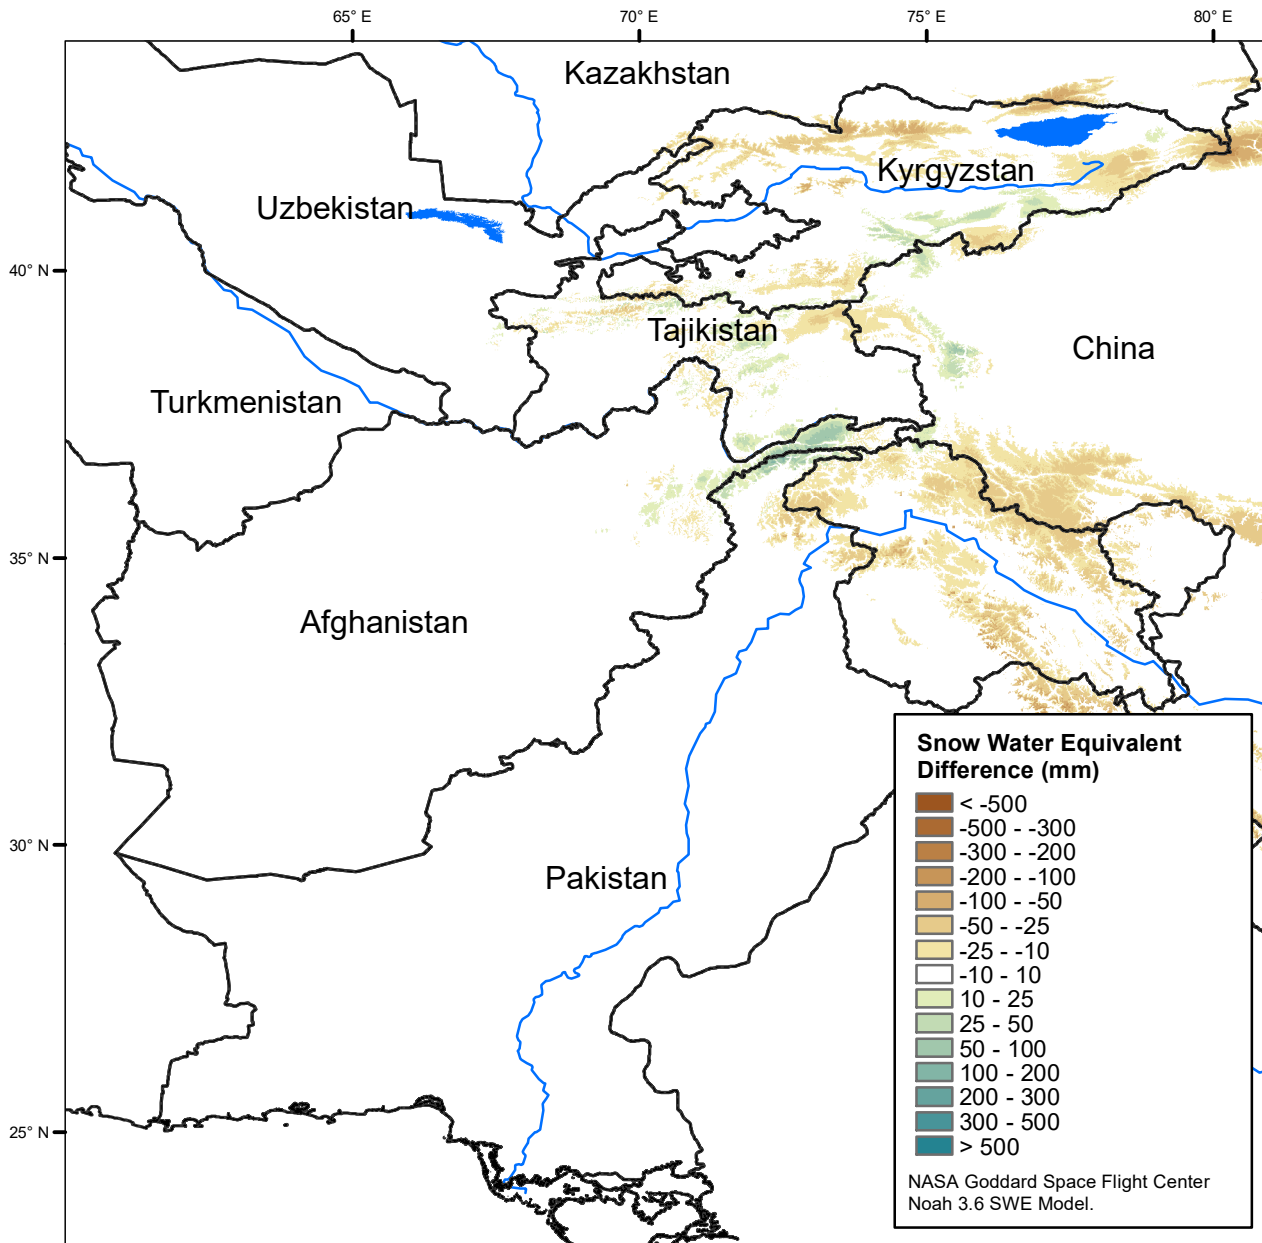 65° E
70° E
75° E
80° E
Kazakhstan
Kyrgyzstan
Uzbekistan
40° N
Tajikistan
China
Turkmenistan
35° N
Afghanistan
Snow Water Equivalent
Difference (mm)
< -500
-500 - -300
-300 - -200
-200 - -100
-100 - -50
-50 - -25
-25 - -10
-10 - 10
10 - 25
25 - 50
50 - 100
100 - 200
200 - 300
300 - 500
> 500
NASA Goddard Space Flight Center
Noah 3.6 SWE Model.
30° N
Pakistan
25° N